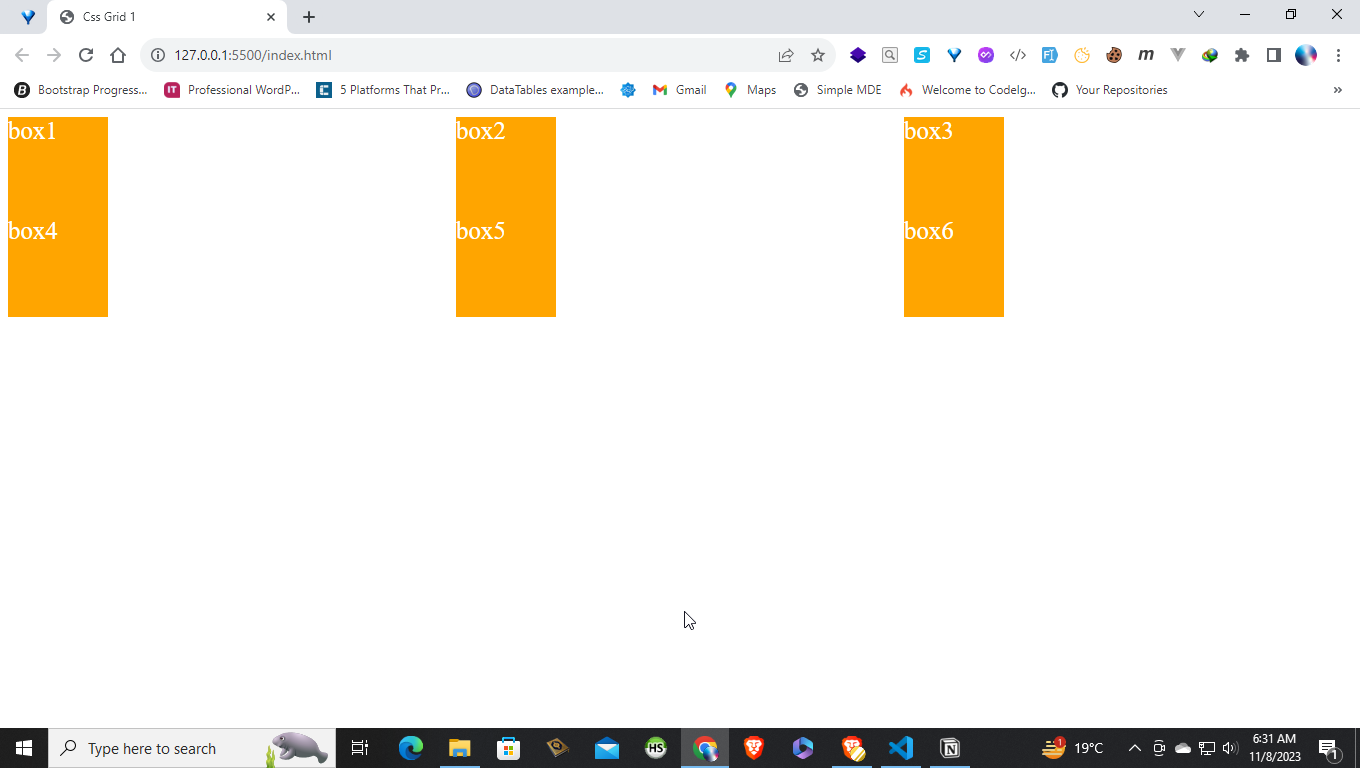 Css Grid 1
127.0.0.1:5500/index.html
Bootstrap Progress... Professional WordP... 5 Platforms That Pr... DataTables example... Gmail Maps Simple MDE Welcome to CodeIg... Your Repositories
box1 box2 box3
box4 box5 box6
Type here to search
HS
1
19°C
6:31 AM
11/8/2023
1